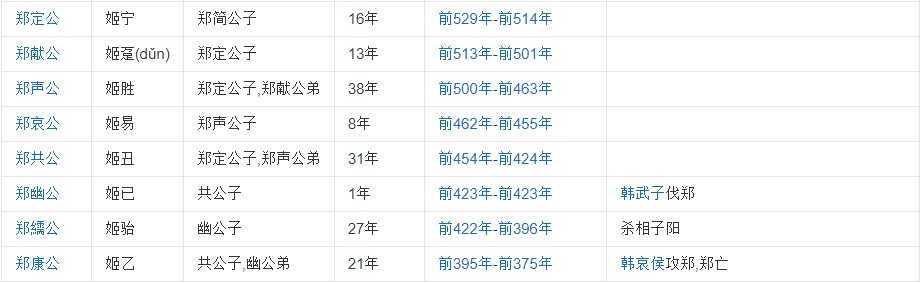 郑定公 姬宁 郑简公子 16年 前529年-前514年
郑献公 姬趸(dǔn) 郑定公子 13年 前513年-前501年
郑声公 姬胜 郑定公子,郑献公弟 38年 前500年-前463年
郑哀公 姬易 郑声公子 8年 前462年-前455年
郑共公 姬丑 郑定公子,郑声公弟 31年 前454年-前424年
郑幽公 姬已 共公子 1年 前423年-前423年 韩武子伐郑
郑繻公 姬骀 幽公子 27年 前422年-前396年 杀相子阳
郑康公 姬乙 共公子,幽公弟 21年 前395年-前375年 韩哀侯攻郑,郑亡